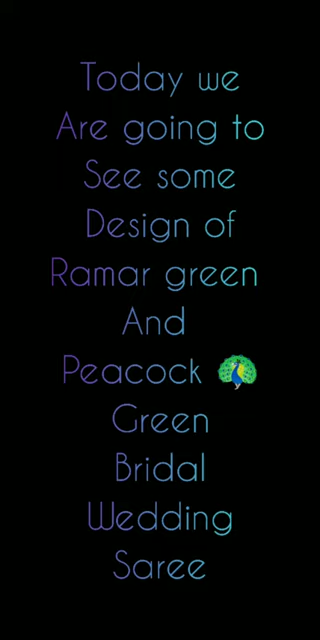 Today we
Are going to
See some
Design of
Ramar green
And
Peacock 🦚
Green
Bridal
Wedding
Saree